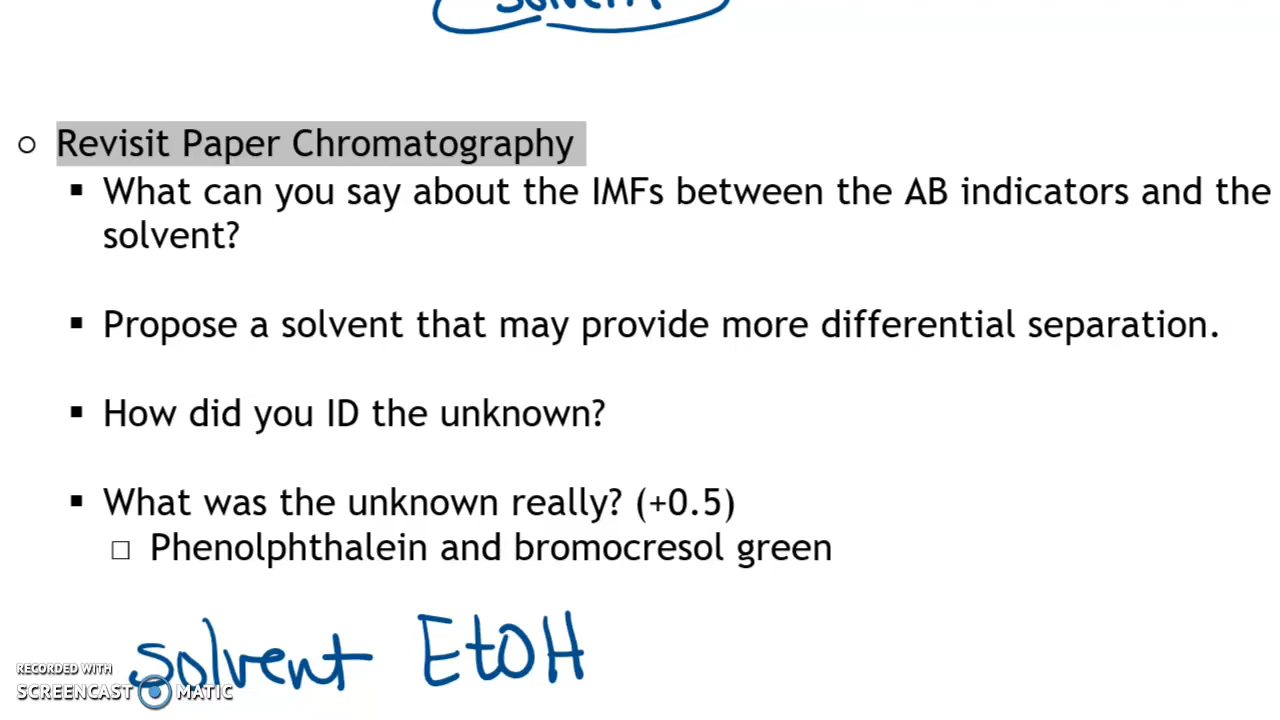 solvent
○ Revisit Paper Chromatography
▪ What can you say about the IMFs between the AB indicators and the
solvent?
▪ Propose a solvent that may provide more differential separation.
▪ How did you ID the unknown?
▪ What was the unknown really? (+0.5)
□ Phenolphthalein and bromocresol green
solvent EtOH
RECORDED WITH
SCREENCAST MATIC